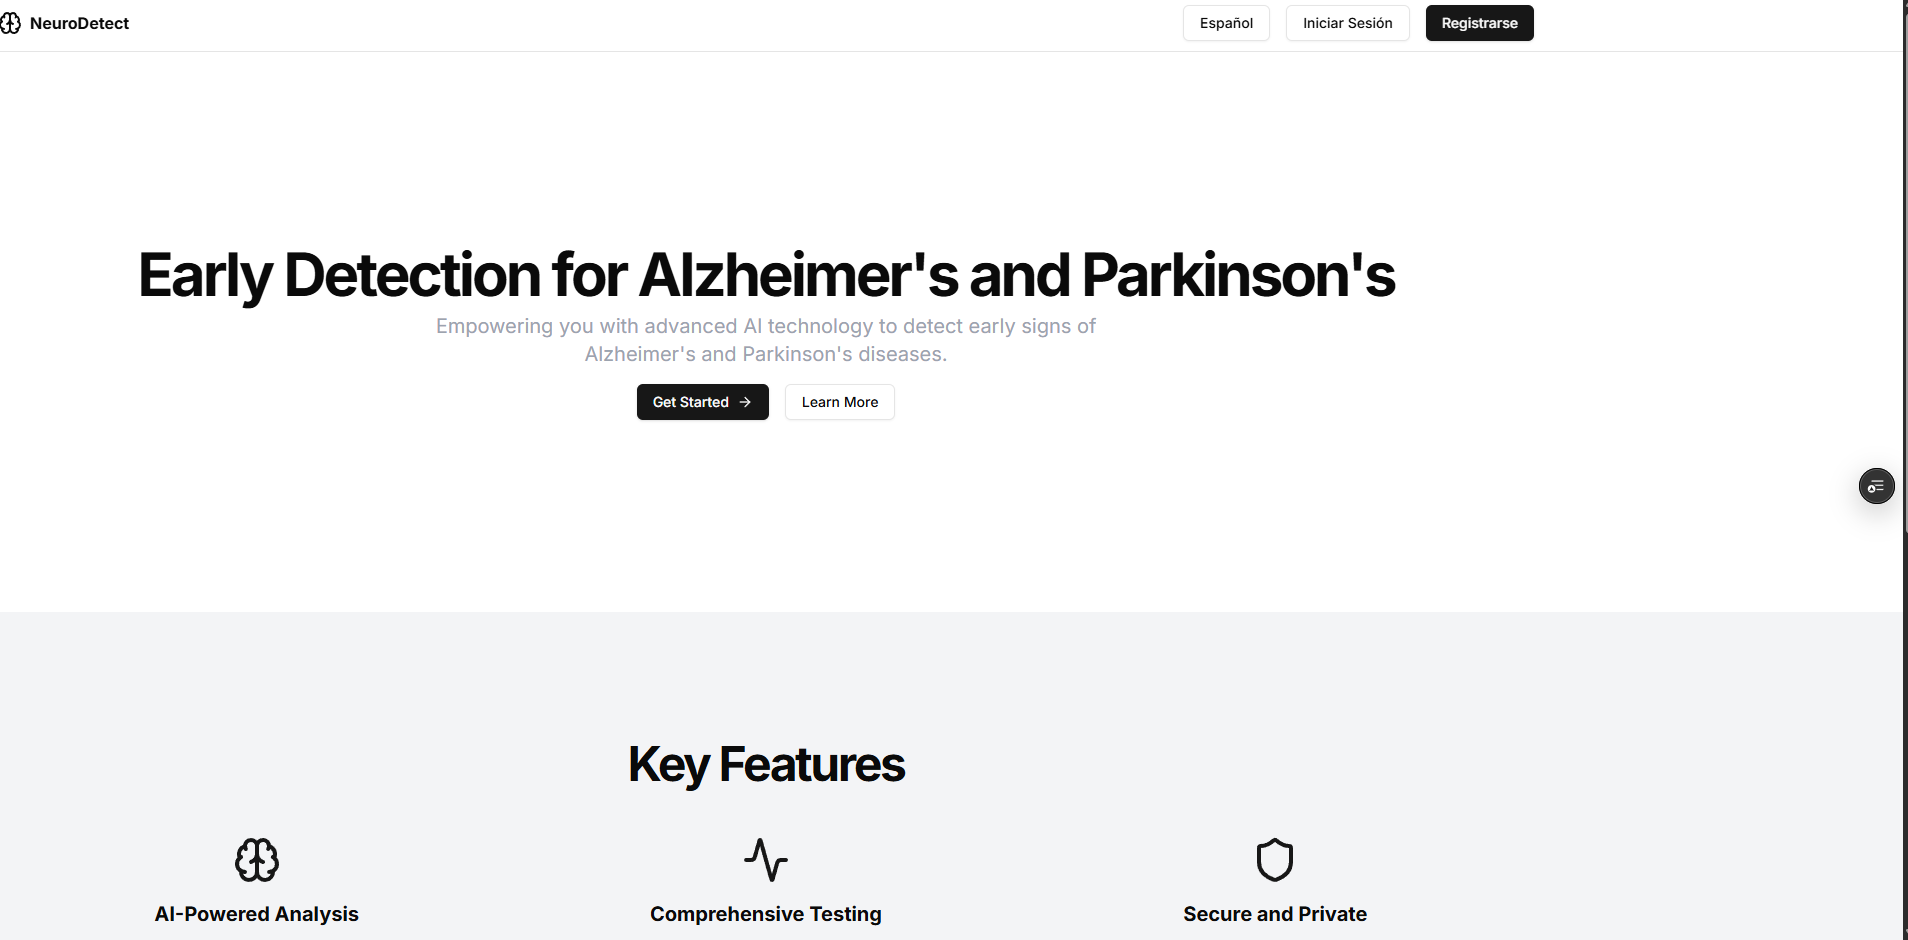 NeuroDetect
Español
Iniciar Sesión
Registrarse
Early Detection for Alzheimer's and Parkinson's
Empowering you with advanced AI technology to detect early signs of
Alzheimer's and Parkinson's diseases.
Get Started
Learn More
Key Features
AI-Powered Analysis
Comprehensive Testing
Secure and Private